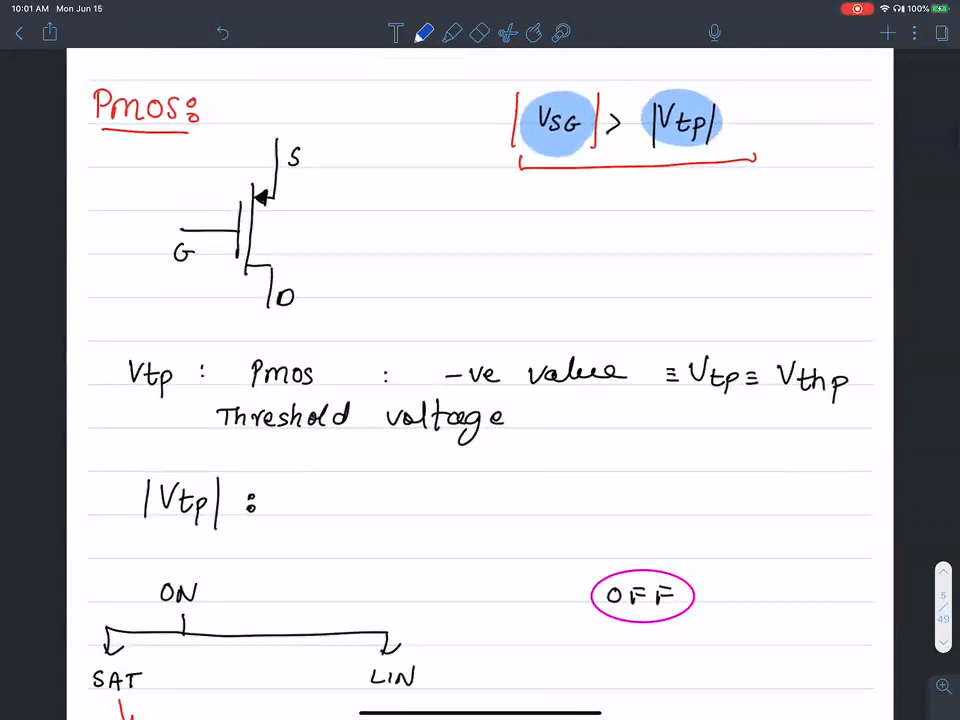 10:01 AM Mon Jun 15
100%
Pmos:
|VSG| > |Vtp|
S
G
D
Vtp : Pmos : -ve value ≡ Vtp ≡ Vthp
Threshold voltage
|Vtp| :
ON
OFF
SAT
LIN
5
/
49